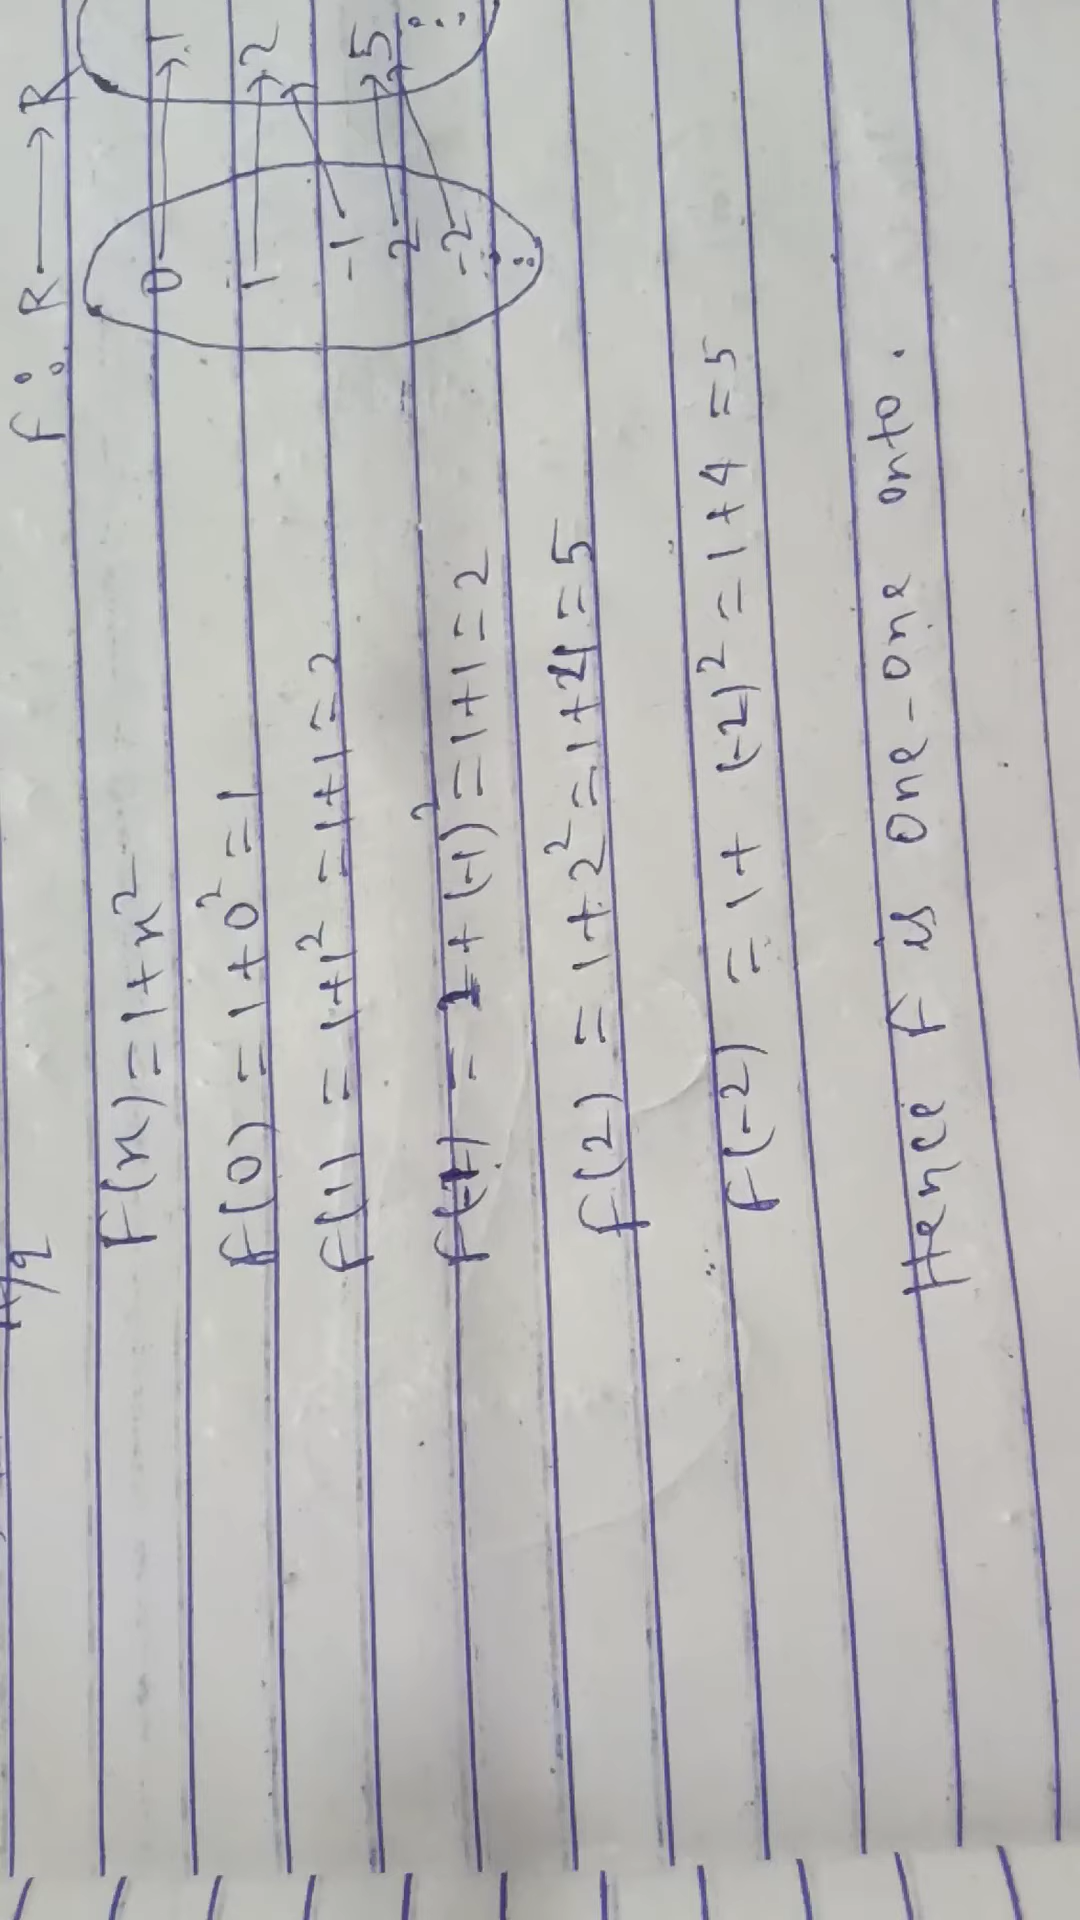 f : R → R
F(x) = 1 + x²
f(0) = 1 + 0² = 1
f(1) = 1+1² = 1+1 = 2
f(-1) = 1 + (-1)² = 1+1 = 2
f(2) = 1+2² = 1+4 = 5
F(-2) = 1 + (-2)² = 1+4 = 5
Hence F is one-one onto.
0 → 1
1 → 2
-1
2 → 5
-2